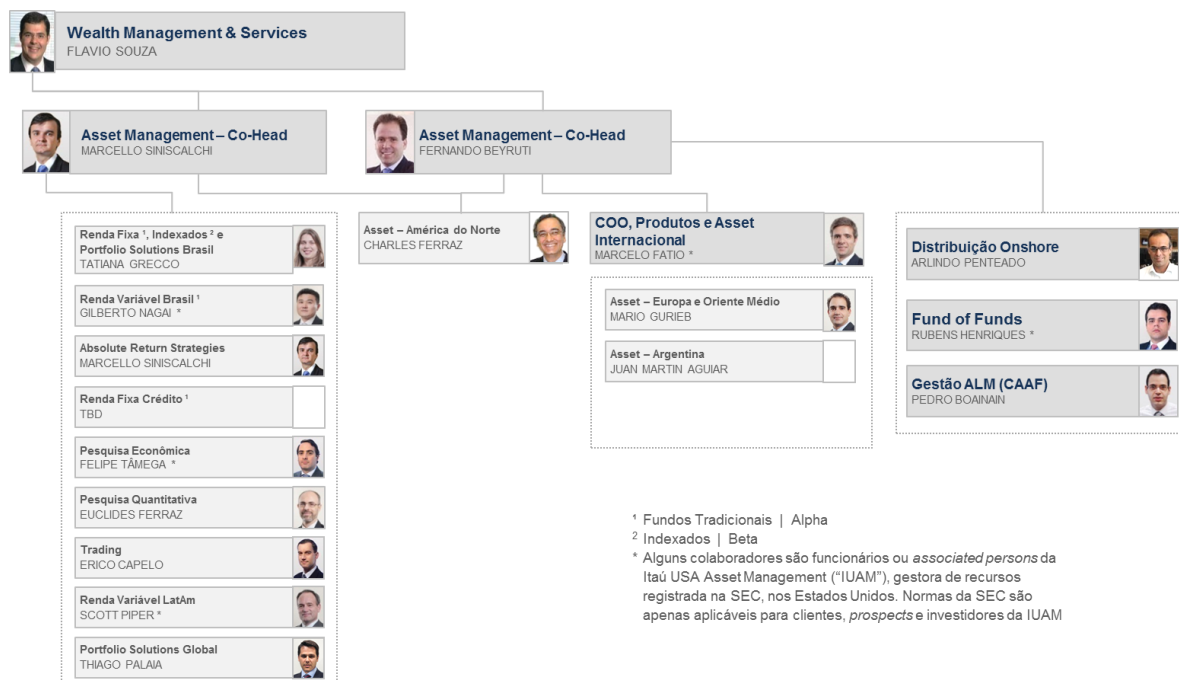 Wealth Management & Services
FLAVIO SOUZA
Asset Management – Co-Head
MARCELLO SINISCALCHI
Asset Management – Co-Head
FERNANDO BEYRUTI
Renda Fixa ¹, Indexados ² e
Portfolio Solutions Brasil
TATIANA GRECCO
Renda Variável Brasil ¹
GILBERTO NAGAI *
Absolute Return Strategies
MARCELLO SINISCALCHI
Renda Fixa Crédito ¹
TBD
Pesquisa Econômica
FELIPE TÂMEGA *
Pesquisa Quantitativa
EUCLIDES FERRAZ
Trading
ERICO CAPELO
Renda Variável LatAm
SCOTT PIPER *
Portfolio Solutions Global
THIAGO PALAIA
Asset – América do Norte
CHARLES FERRAZ
COO, Produtos e Asset
Internacional
MARCELO FATIO *
Asset – Europa e Oriente Médio
MARIO GURIEB
Asset – Argentina
JUAN MARTIN AGUIAR
Distribuição Onshore
ARLINDO PENTEADO
Fund of Funds
RUBENS HENRIQUES *
Gestão ALM (CAAF)
PEDRO BOAINAIN
¹ Fundos Tradicionais | Alpha
² Indexados | Beta
* Alguns colaboradores são funcionários ou associated persons da
Itaú USA Asset Management (“IUAM”), gestora de recursos
registrada na SEC, nos Estados Unidos. Normas da SEC são
apenas aplicáveis para clientes, prospects e investidores da IUAM